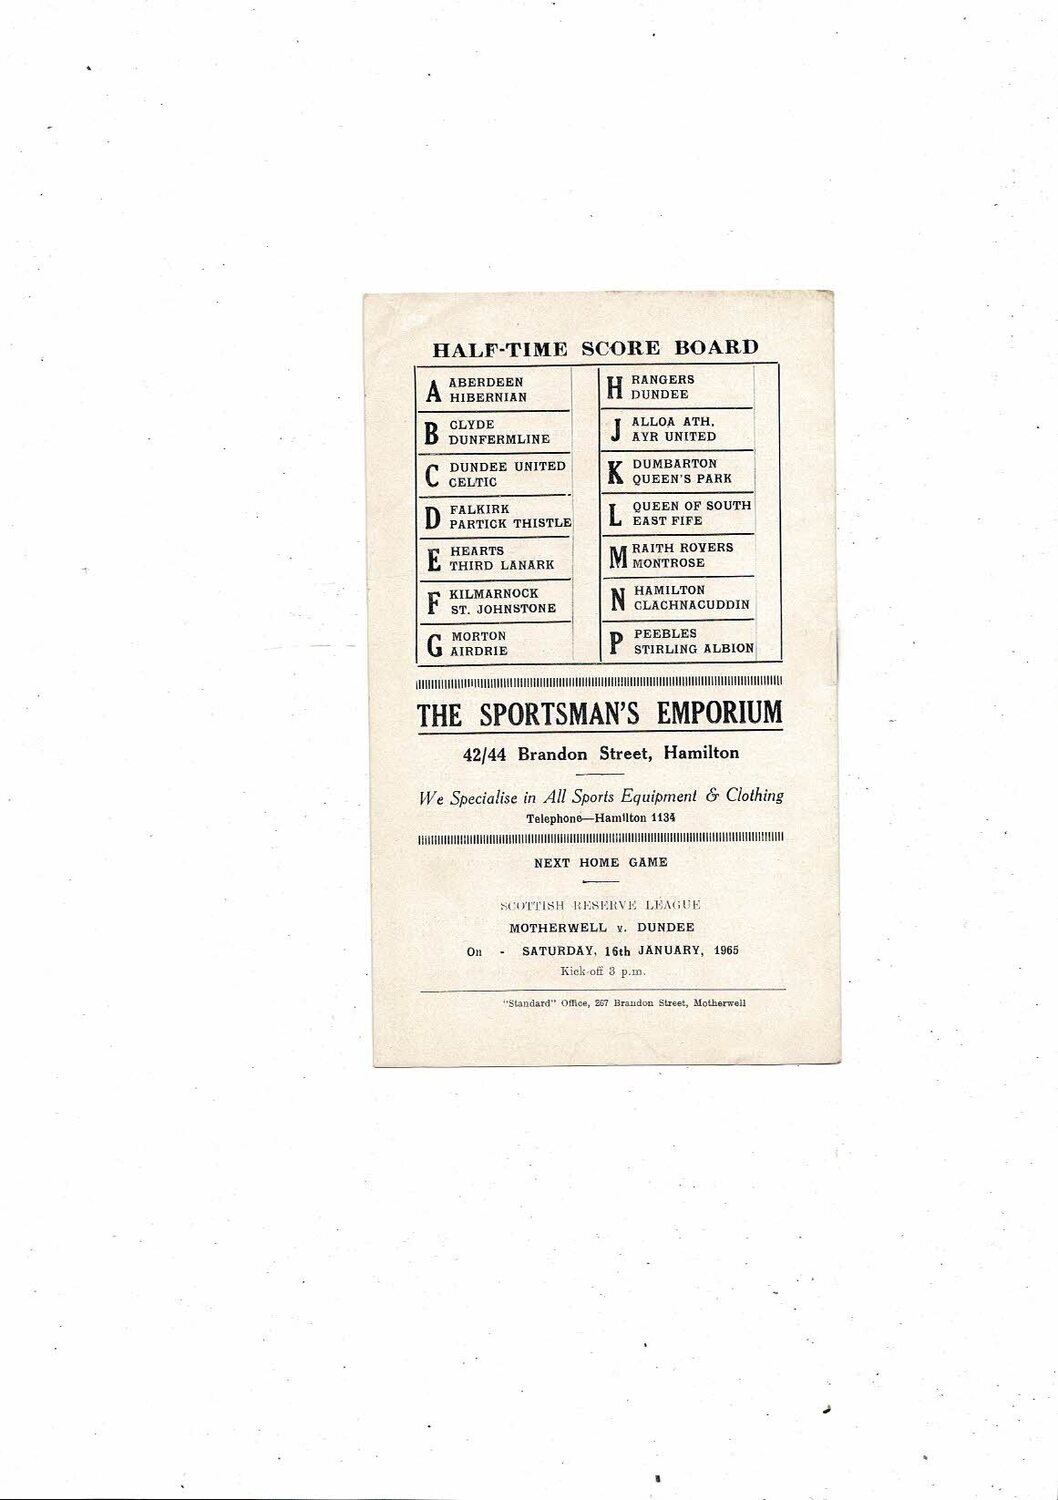 HALF-TIME SCORE BOARD
A ABERDEEN
HIBERNIAN
B CLYDE
DUNFERMLINE
C DUNDEE UNITED
CELTIC
D FALKIRK
PARTICK THISTLE
E HEARTS
THIRD LANARK
F KILMARNOCK
ST. JOHNSTONE
G MORTON
AIRDRIE
H RANGERS
DUNDEE
J ALLOA ATH.
AYR UNITED
K DUMBARTON
QUEEN'S PARK
L QUEEN OF SOUTH
EAST FIFE
M RAITH ROVERS
MONTROSE
N HAMILTON
CLACHNACUDDIN
P PEEBLES
STIRLING ALBION
THE SPORTSMAN'S EMPORIUM
42/44 Brandon Street, Hamilton
We Specialise in All Sports Equipment & Clothing
Telephone—Hamilton 1134
NEXT HOME GAME
SCOTTISH RESERVE LEAGUE
MOTHERWELL v. DUNDEE
On - SATURDAY, 16th JANUARY, 1965
Kick-off 3 p.m.
"Standard" Office, 267 Brandon Street, Motherwell